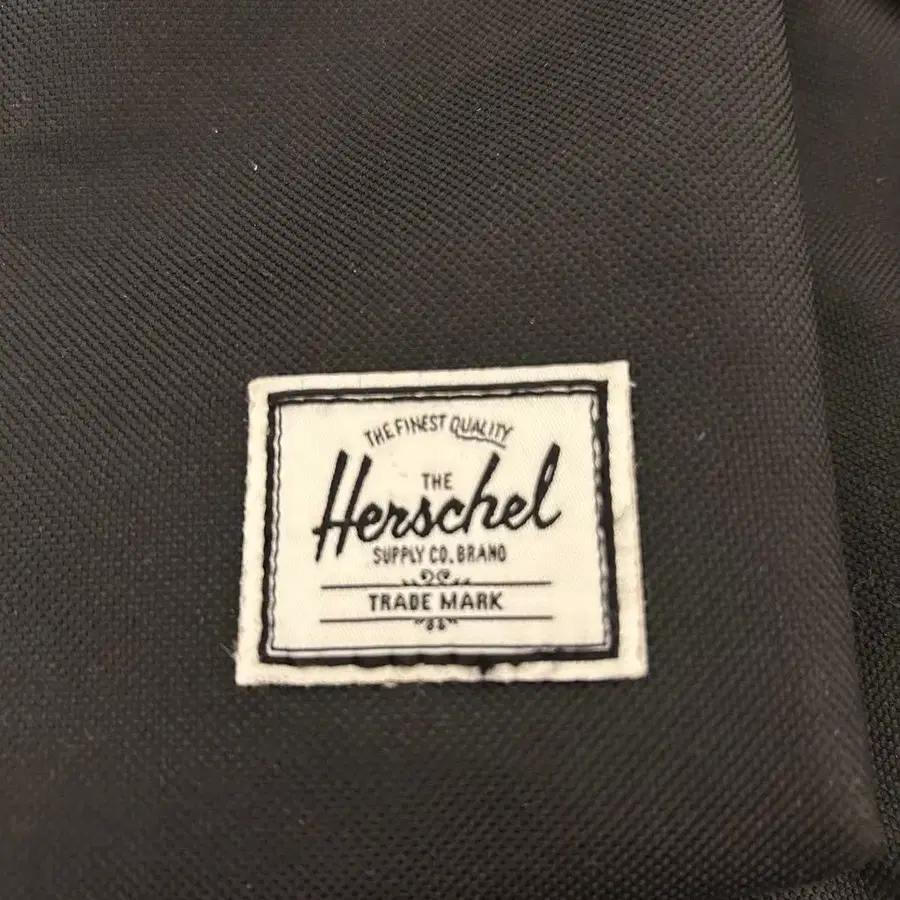 THE FINEST QUALITY
THE
Herschel
SUPPLY CO. BRAND
TRADE MARK